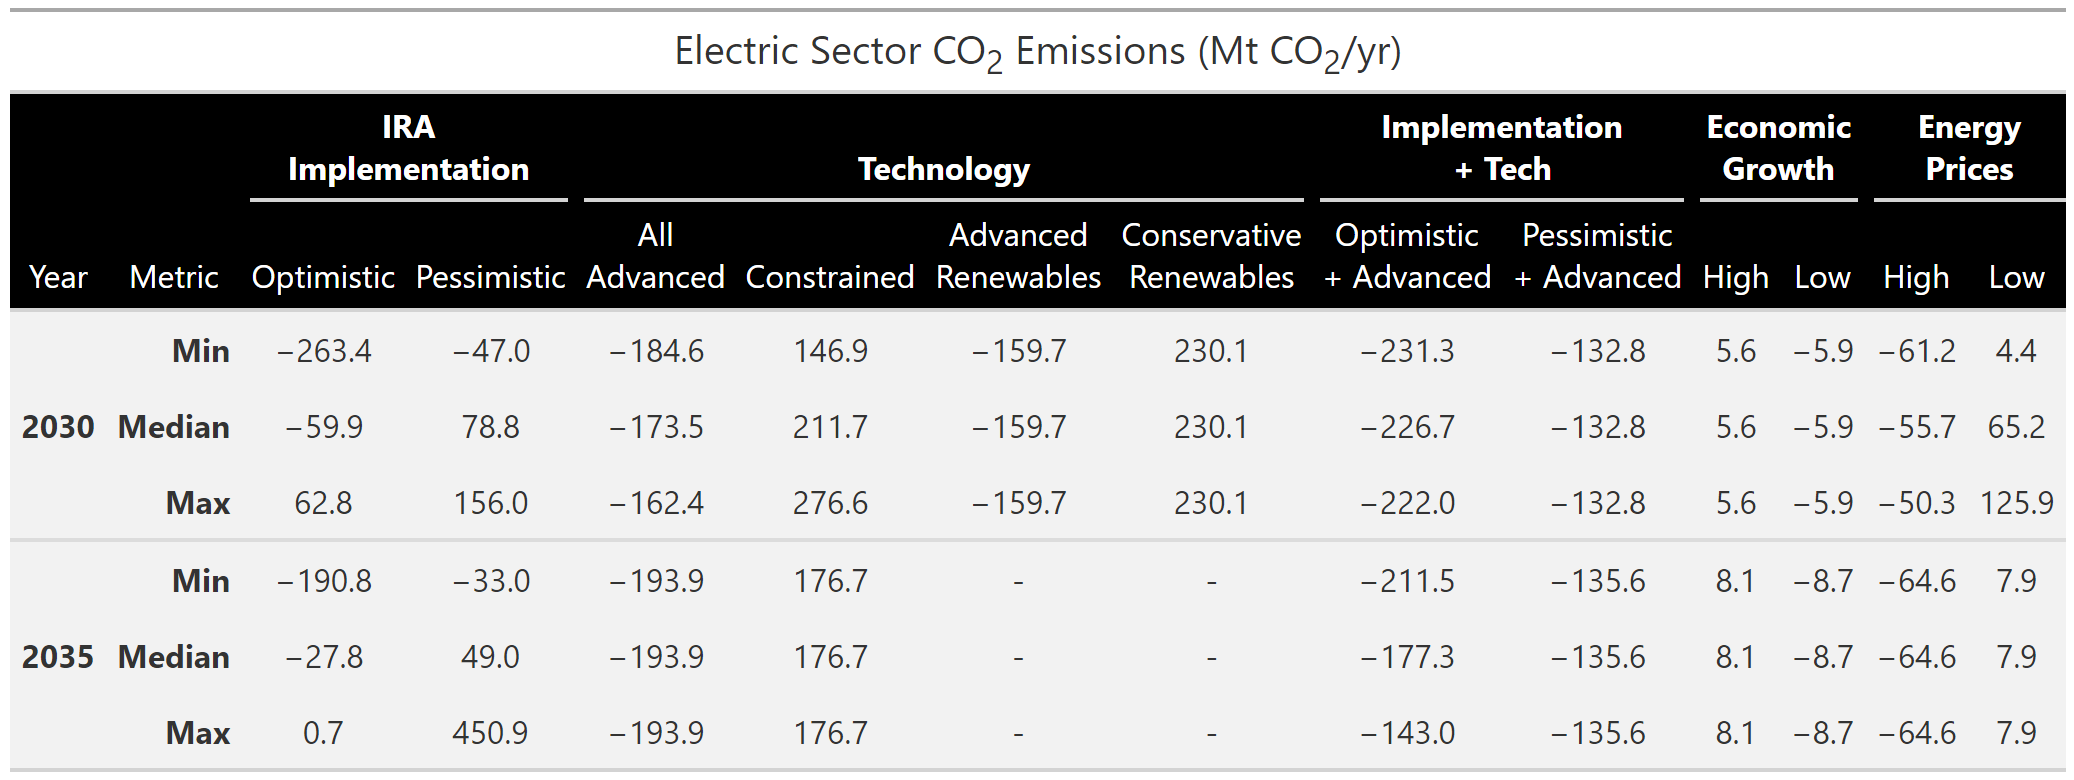 Electric Sector CO₂ Emissions (Mt CO₂/yr)
IRA Implementation Economic Energy
Implementation Technology + Tech Growth Prices
All Advanced Conservative Optimistic Pessimistic
Year Metric Optimistic Pessimistic Advanced Constrained Renewables Renewables + Advanced + Advanced High Low High Low
Min −263.4 −47.0 −184.6 146.9 −159.7 230.1 −231.3 −132.8 5.6 −5.9 −61.2 4.4
2030 Median −59.9 78.8 −173.5 211.7 −159.7 230.1 −226.7 −132.8 5.6 −5.9 −55.7 65.2
Max 62.8 156.0 −162.4 276.6 −159.7 230.1 −222.0 −132.8 5.6 −5.9 −50.3 125.9
Min −190.8 −33.0 −193.9 176.7 - - −211.5 −135.6 8.1 −8.7 −64.6 7.9
2035 Median −27.8 49.0 −193.9 176.7 - - −177.3 −135.6 8.1 −8.7 −64.6 7.9
Max 0.7 450.9 −193.9 176.7 - - −143.0 −135.6 8.1 −8.7 −64.6 7.9